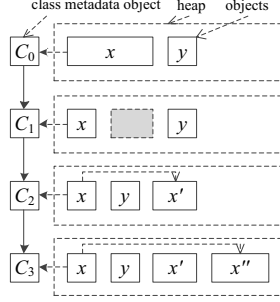 class metadata object heap objects
C₀ x y
C₁ x y
C₂ x y x′
C₃ x y x′ x″